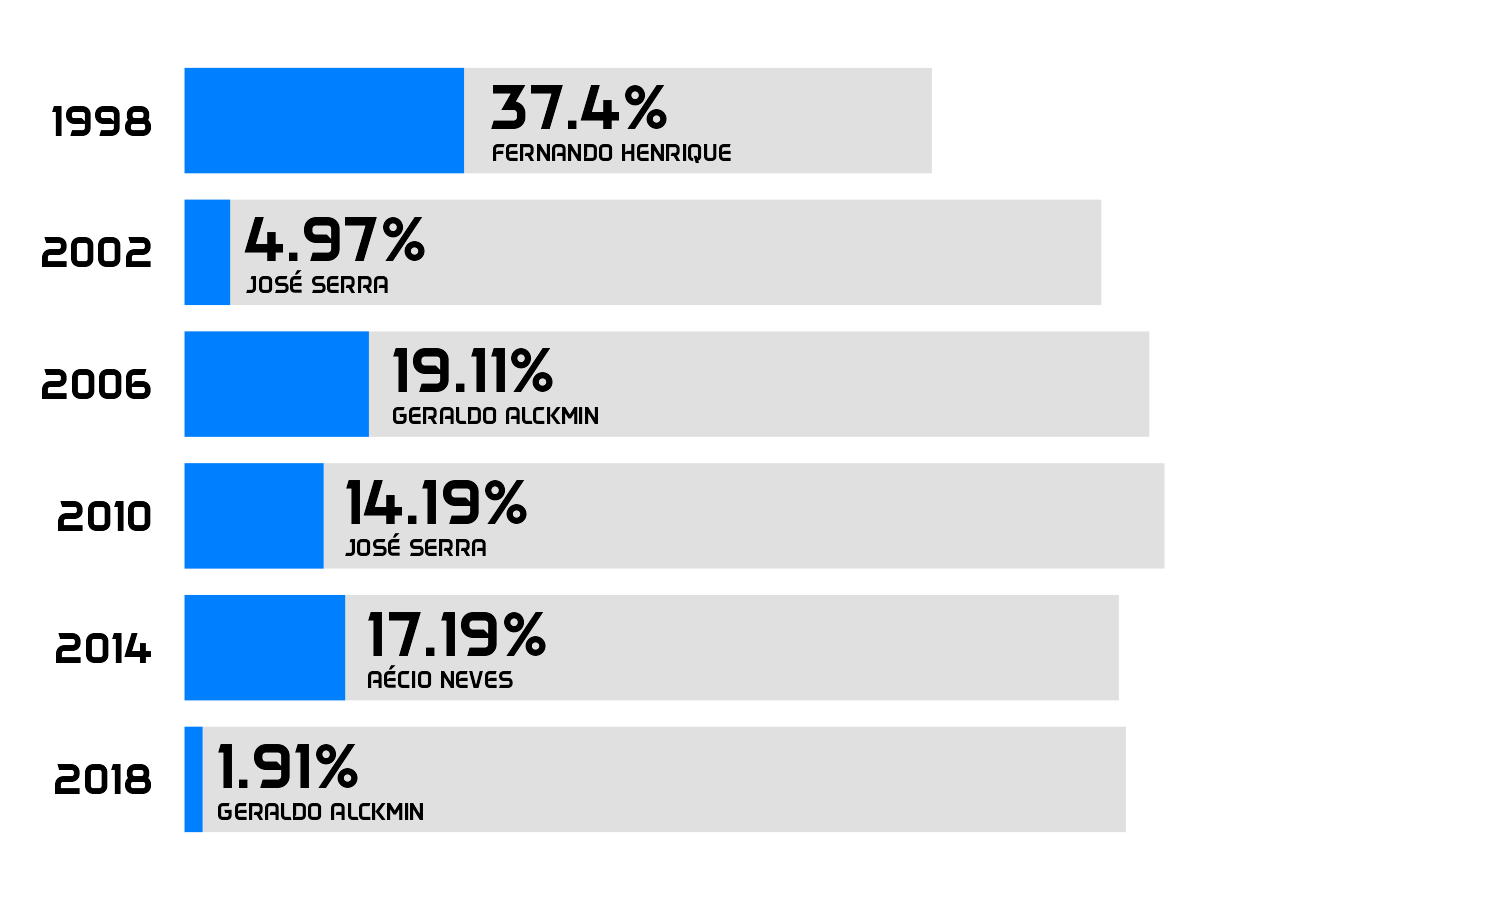 1998
37.4%
FERNANDO HENRIQUE
2002
4.97%
JOSÉ SERRA
2006
19.11%
GERALDO ALCKMIN
2010
14.19%
JOSÉ SERRA
2014
17.19%
AÉCIO NEVES
2018
1.91%
GERALDO ALCKMIN